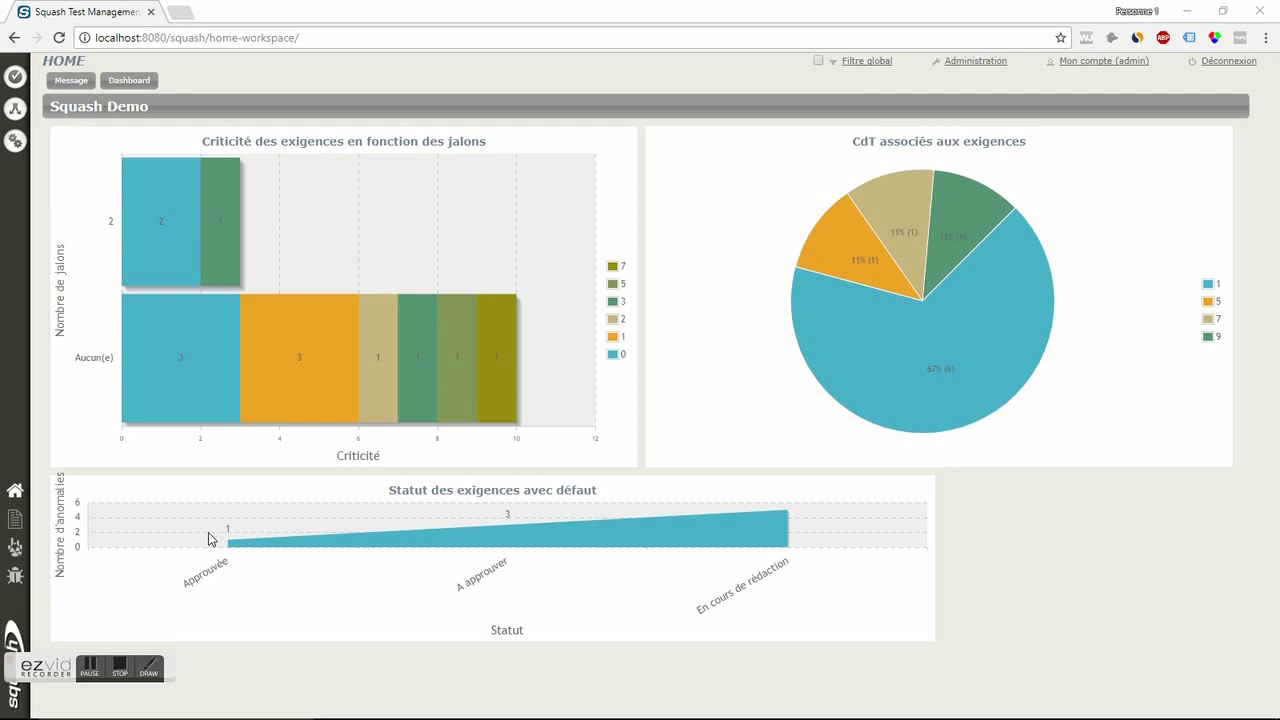 Squash Test Managemen
Personne 1
localhost:8080/squash/home-workspace/
ABP
HOME
Filtre global
Administration
Mon compte (admin)
Déconnexion
Message
Dashboard
Squash Demo
Criticité des exigences en fonction des jalons
Nombre de jalons
2
2
1
Aucun(e)
3
3
1
1
1
1
0
2
4
6
8
10
12
Criticité
7
5
3
2
1
0
CdT associés aux exigences
11% (1)
11% (1)
11% (1)
67% (6)
1
5
7
9
Statut des exigences avec défaut
Nombre d'anomalies
6
4
2
0
1
3
Approuvée
A approuver
En cours de rédaction
Statut
ezvid
RECORDER
PAUSE
STOP
DRAW
squ
h